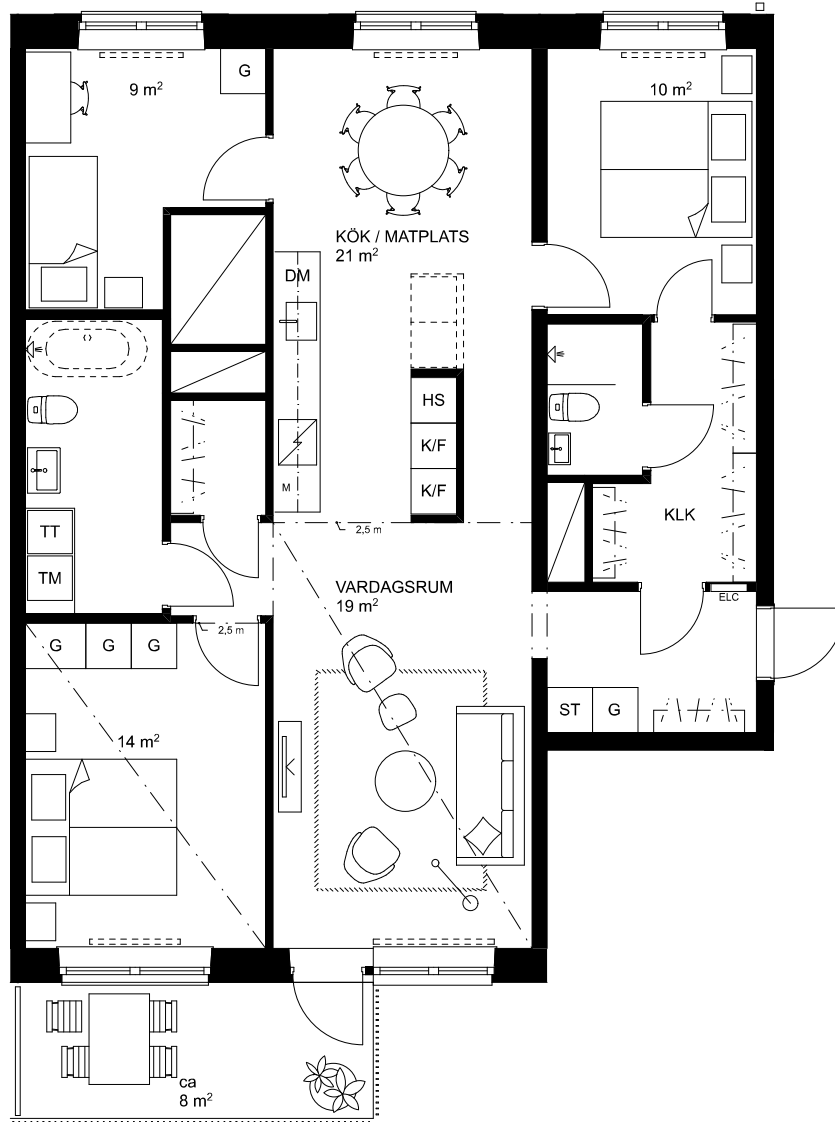 9 m²
G
10 m²
KÖK / MATPLATS
21 m²
DM
HS
K/F
K/F
M
TT
TM
KLK
2,5 m
VARDAGSRUM
19 m²
ELC
2,5 m
G
G
G
ST
G
14 m²
ca
8 m²